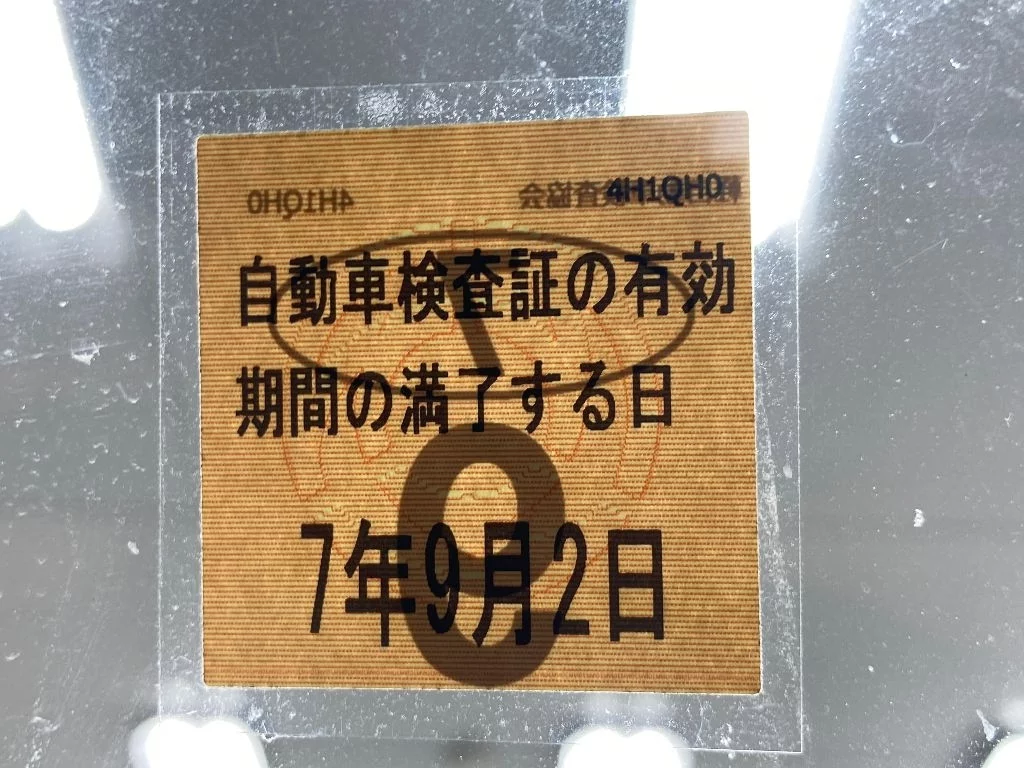 4H1QH0
自動車検査証の有効
期間の満了する日
7年9月2日